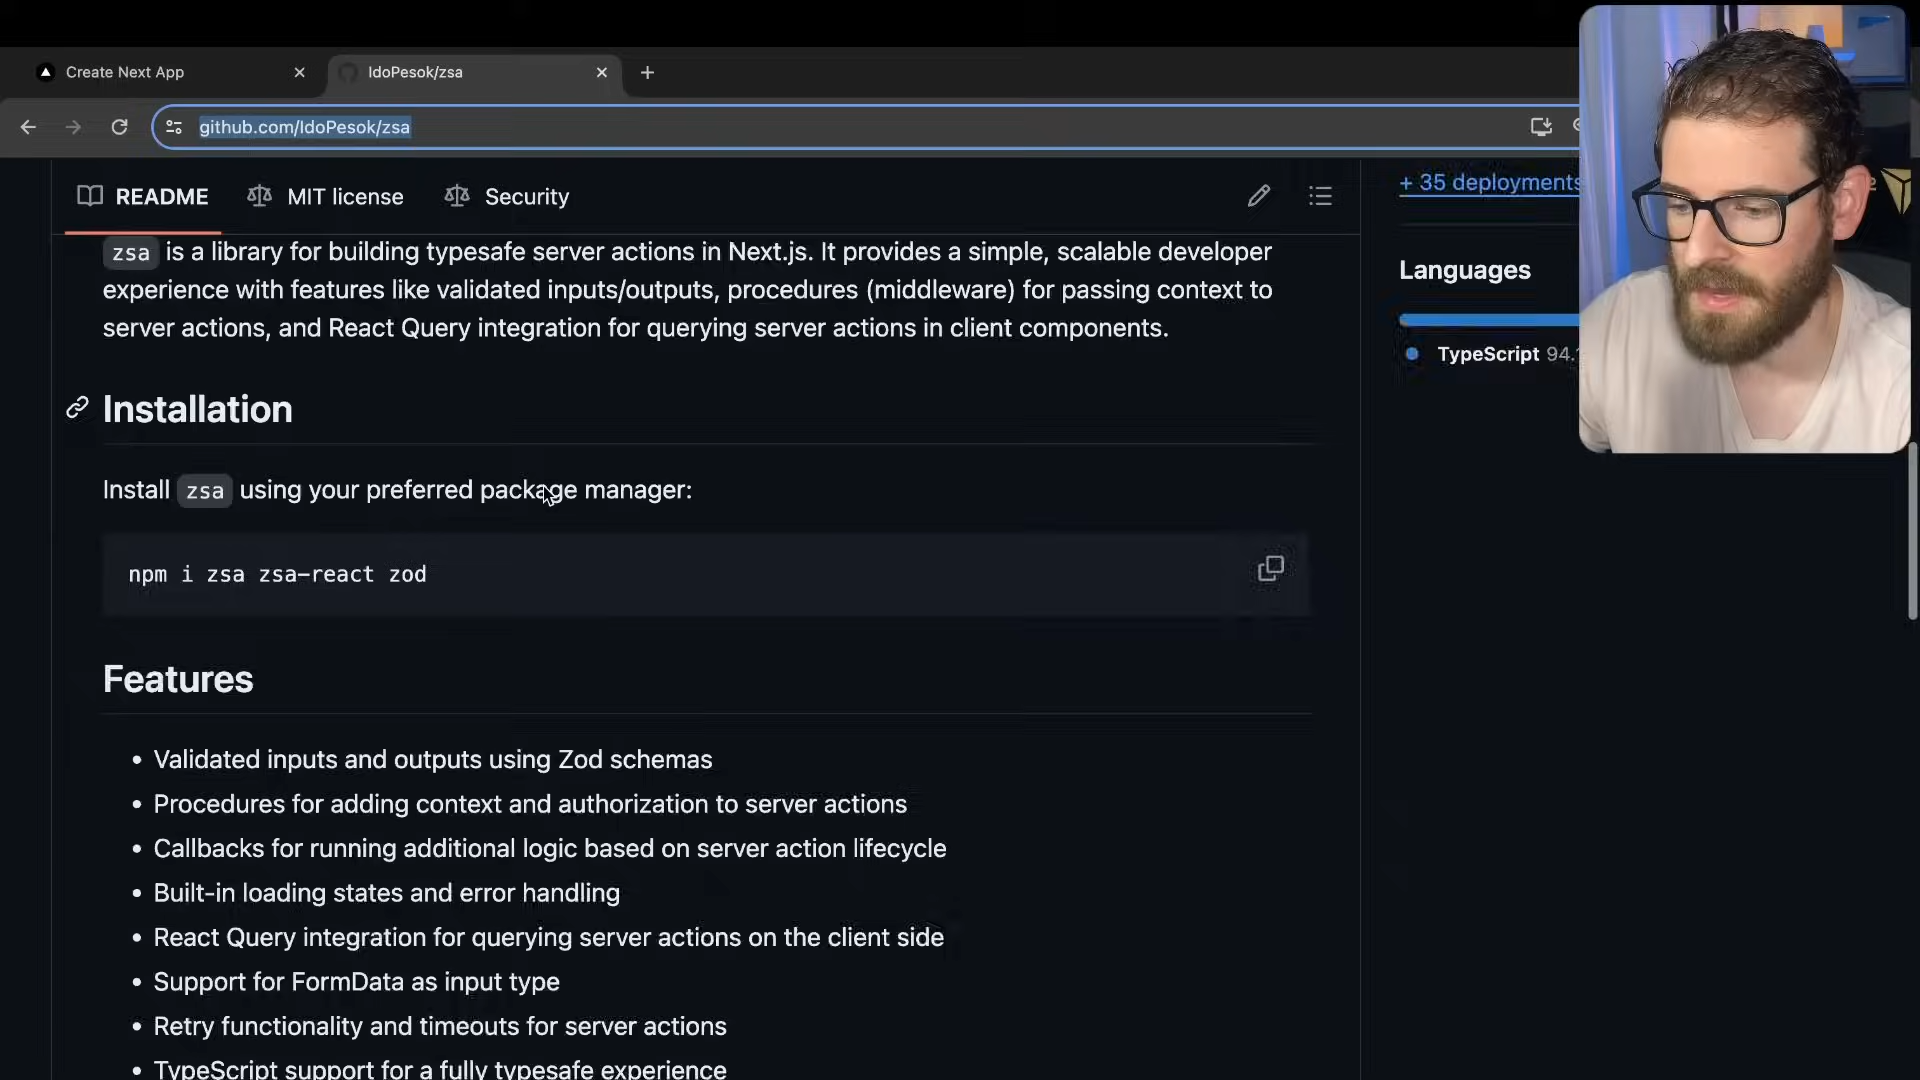 Create Next App
IdoPesok/zsa
github.com/IdoPesok/zsa
README
MIT license
Security
+ 35 deployments
zsa is a library for building typesafe server actions in Next.js. It provides a simple, scalable developer
experience with features like validated inputs/outputs, procedures (middleware) for passing context to
server actions, and React Query integration for querying server actions in client components.
Languages
TypeScript 94.
Installation
Install zsa using your preferred package manager:
npm i zsa zsa-react zod
Features
• Validated inputs and outputs using Zod schemas
• Procedures for adding context and authorization to server actions
• Callbacks for running additional logic based on server action lifecycle
• Built-in loading states and error handling
• React Query integration for querying server actions on the client side
• Support for FormData as input type
• Retry functionality and timeouts for server actions
• TypeScript support for a fully typesafe experience